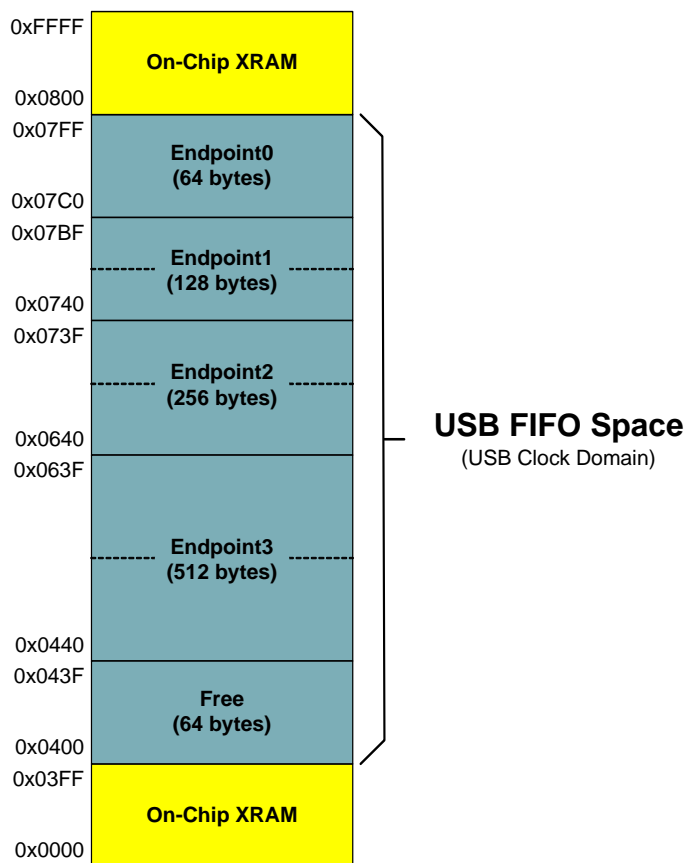 0xFFFF
On-Chip XRAM
0x0800
0x07FF
Endpoint0
(64 bytes)
0x07C0
0x07BF
Endpoint1
(128 bytes)
0x0740
0x073F
Endpoint2
(256 bytes)
0x0640
0x063F
Endpoint3
(512 bytes)
0x0440
0x043F
Free
(64 bytes)
0x0400
0x03FF
On-Chip XRAM
0x0000
USB FIFO Space
(USB Clock Domain)